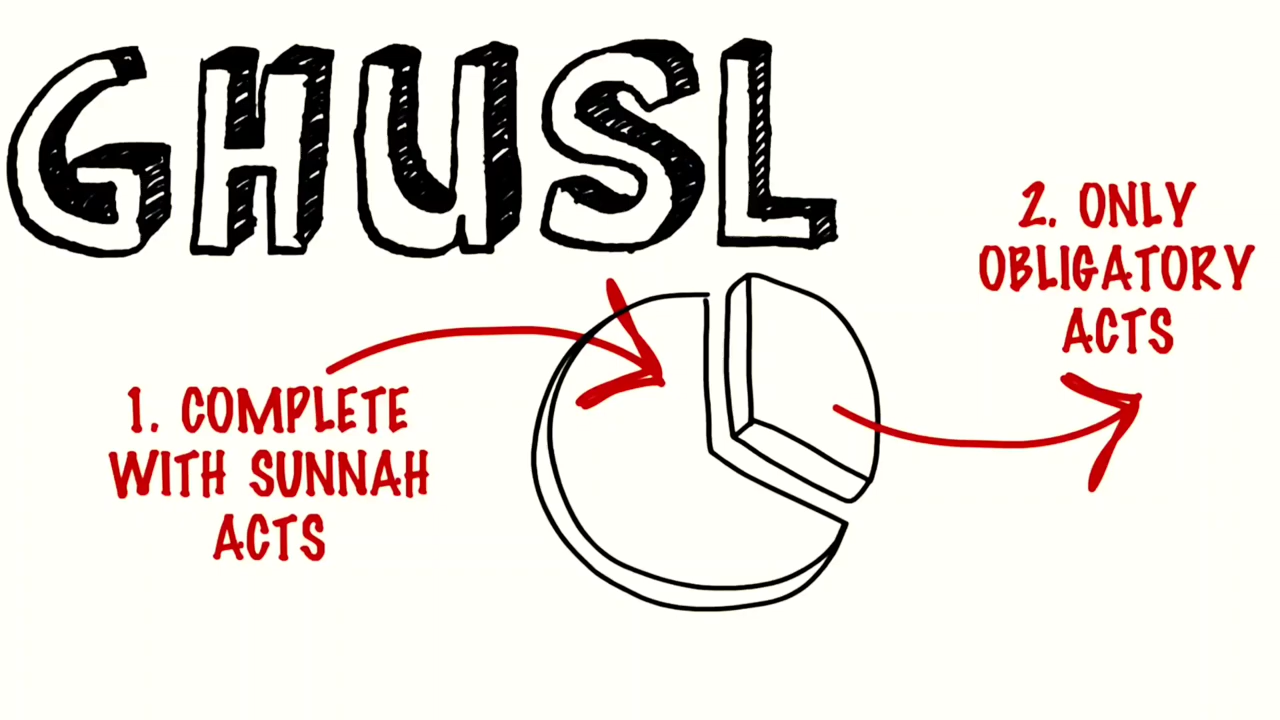 GHUSL
1. COMPLETE
WITH SUNNAH
ACTS
2. ONLY
OBLIGATORY
ACTS